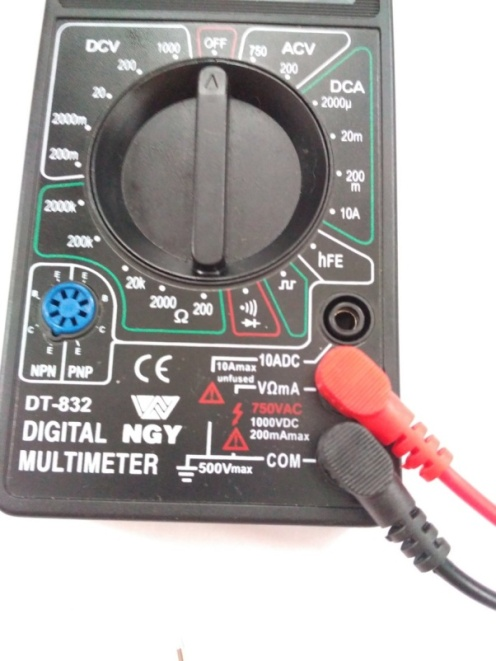 DCV
1000
OFF
750
ACV
200
200
20
2000m
200m
DCA
2000µ
20m
200
m
10A
hFE
2000k
200k
20k
2000
Ω
200
E E
B B
C C
E E
NPN PNP
CE
10ADC
10Amax
unfused
VΩmA
750VAC
1000VDC
200mAmax
500Vmax
COM
DT-832
DIGITAL
MULTIMETER
NGY